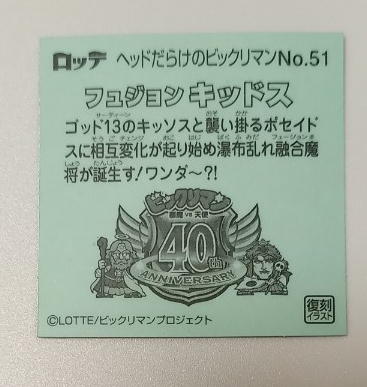 ロッテ ヘッドだらけのビックリマンNo.51
フュジョン キッドス
ゴッド13のキッソスと襲い掛るポセイド
スに相互変化が起り始め瀑布乱れ融合魔
将が誕生す!ワンダ〜?!
ビックリマン
悪魔 VS 天使
40th
ANNIVERSARY
©LOTTE/ビックリマンプロジェクト
復刻
イラスト